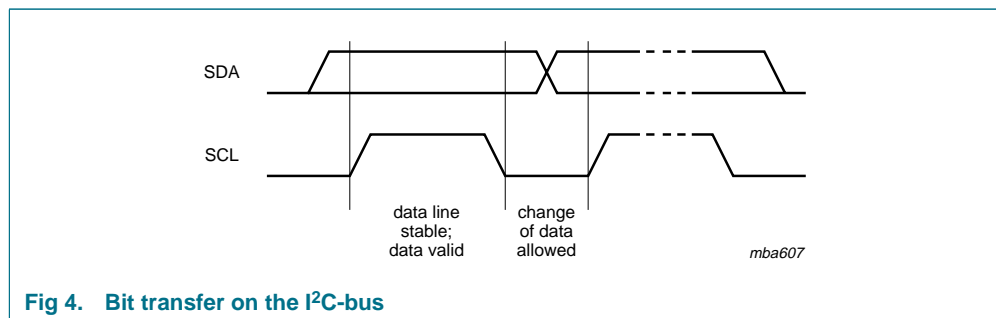 SDA
SCL
data line
stable;
data valid
change
of data
allowed
mba607
Fig 4. Bit transfer on the I²C-bus